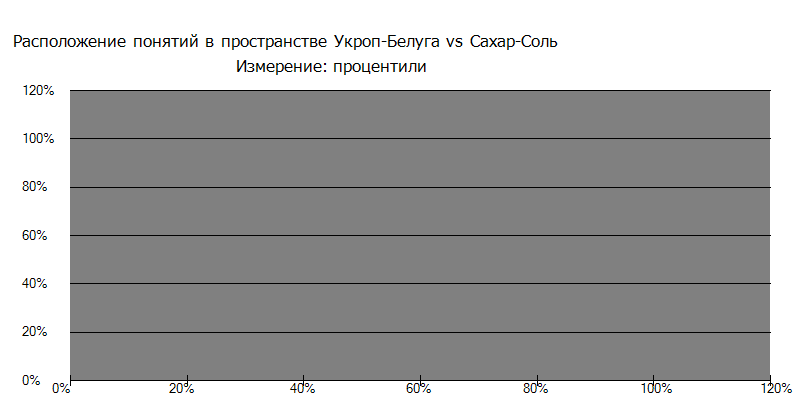 Расположение понятий в пространстве Укроп-Белуга vs Сахар-Соль
Измерение: процентили
120%
100%
80%
60%
40%
20%
0%
0% 20% 40% 60% 80% 100% 120%